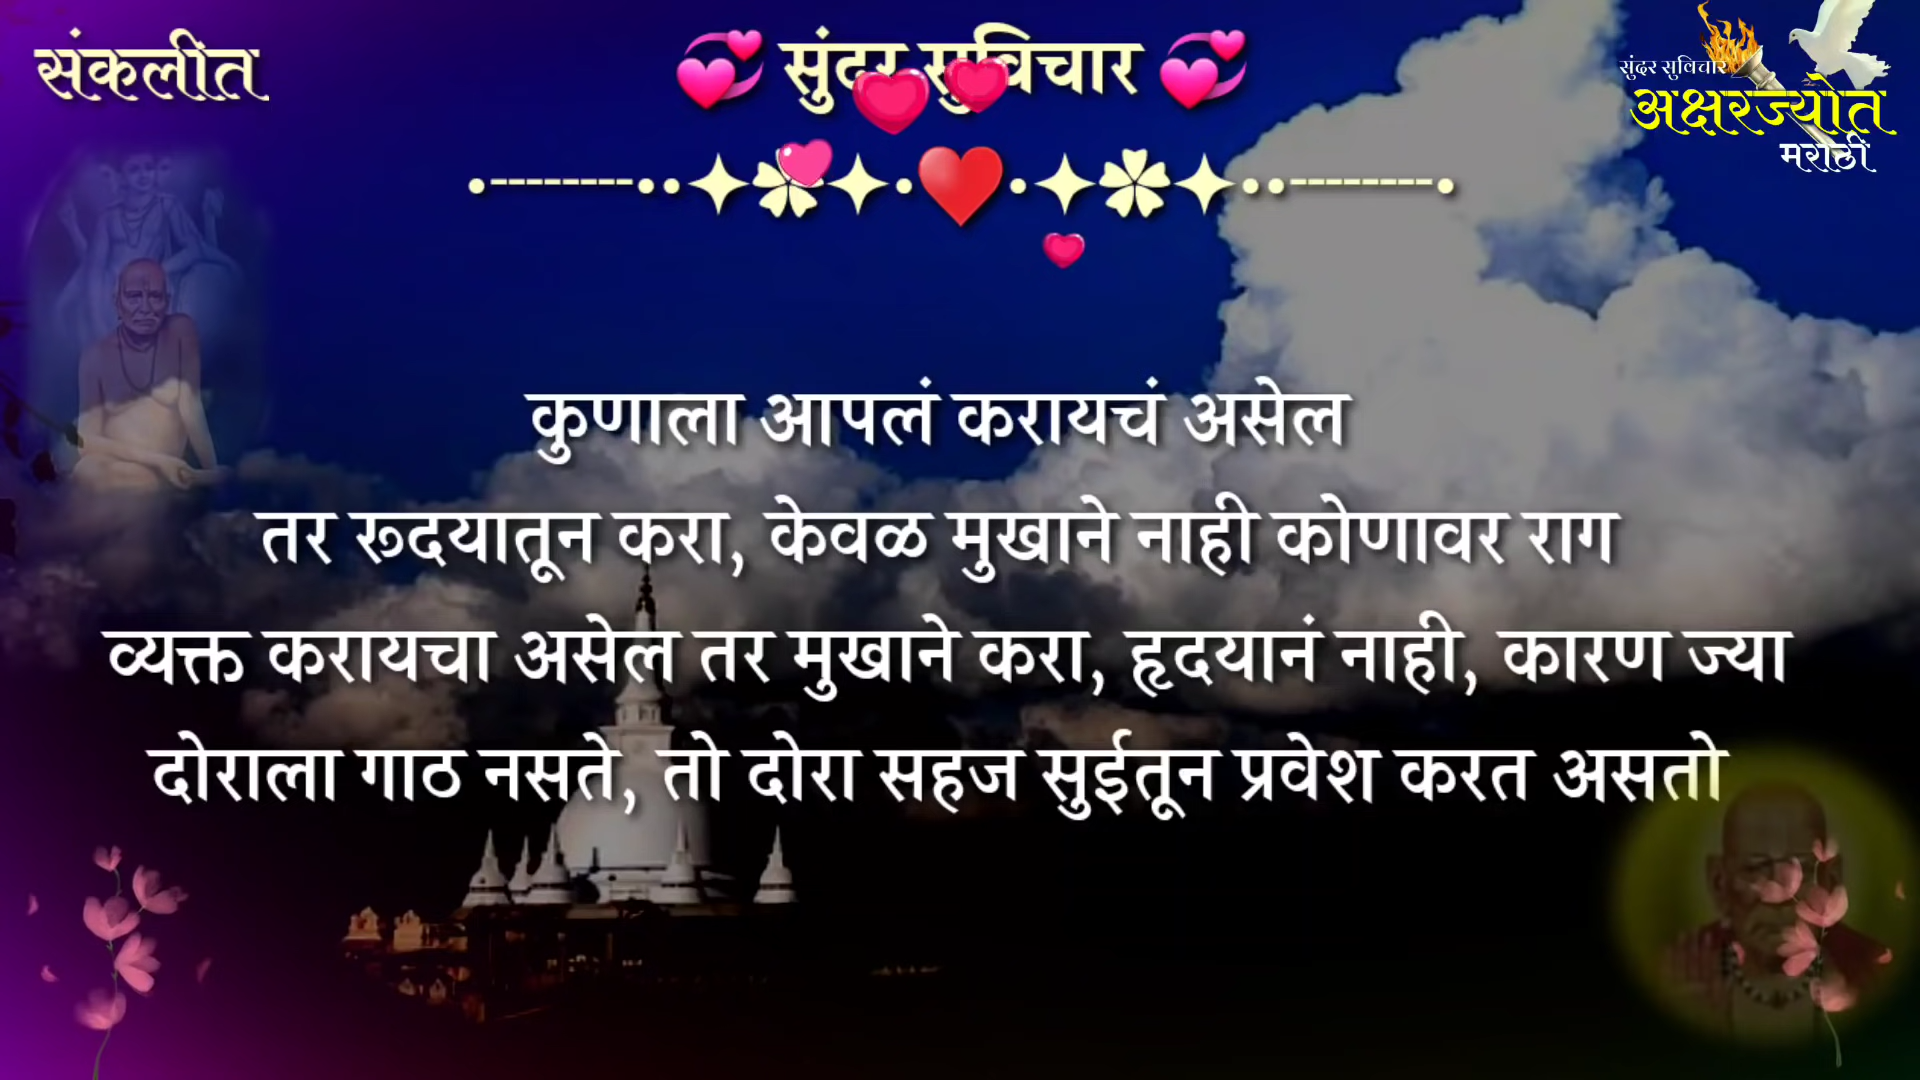 संकलीत
💞 सुंदर सुविचार 💞
सुंदर सुविचार
अक्षरज्योत
मराठी
कुणाला आपलं करायचं असेल
तर रूदयातून करा, केवळ मुखाने नाही कोणावर राग
व्यक्त करायचा असेल तर मुखाने करा, हृदयानं नाही, कारण ज्या
दोराला गाठ नसते, तो दोरा सहज सुईतून प्रवेश करत असतो